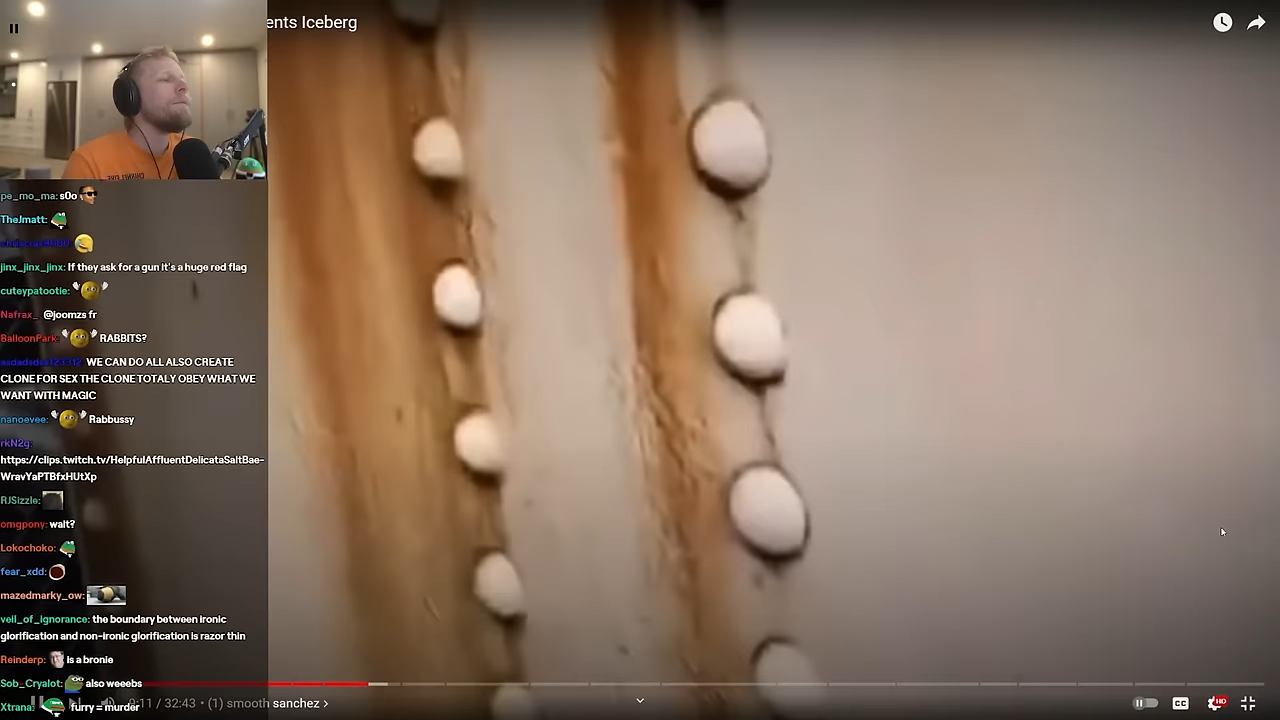 ents Iceberg
pe_mo_ma: sOo
TheJmatt:
jinx_jinx_jinx: If they ask for a gun it's a huge red flag
cuteypatootie:
Nafrax_: @joomzs fr
BalloonPark: RABBITS?
WE CAN DO ALL ALSO CREATE
CLONE FOR SEX THE CLONE TOTALY OBEY WHAT WE
WANT WITH MAGIC
nanoevee: Rabbussy
rkN2g:
https://clips.twitch.tv/HelpfulAffluentDelicataSaltBae-
WravYaPTBfxHUtXp
RJSizzle:
omgpony: wait?
Lokochoko:
fear_xdd:
mazedmarky_ow:
veil_of_ignorance: the boundary between ironic
glorification and non-ironic glorification is razor thin
Reinderp: is a bronie
Sob_Cryalot: also weeebs
Xtrana: furry = murder
:11 / 32:43 • (1) smooth sanchez >
CC
HD